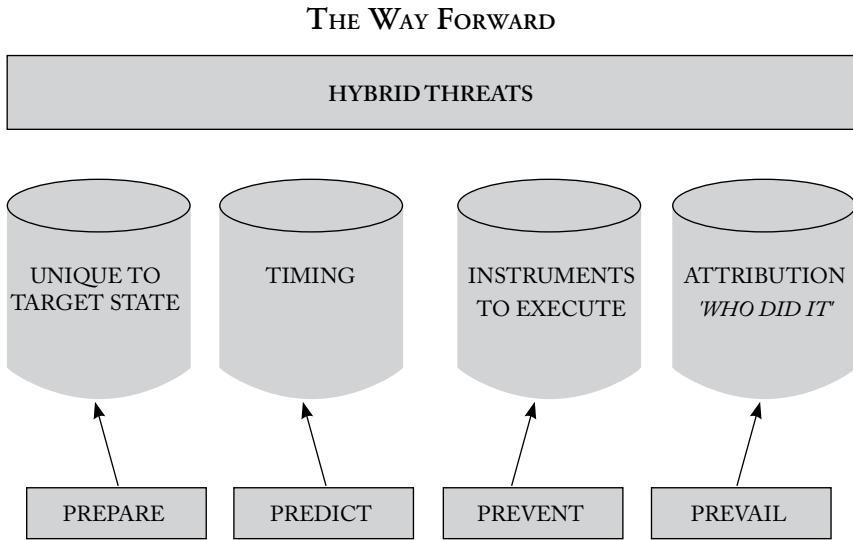 The Way Forward
HYBRID THREATS
UNIQUE TO
TARGET STATE
TIMING
INSTRUMENTS
TO EXECUTE
ATTRIBUTION
'WHO DID IT'
PREPARE
PREDICT
PREVENT
PREVAIL